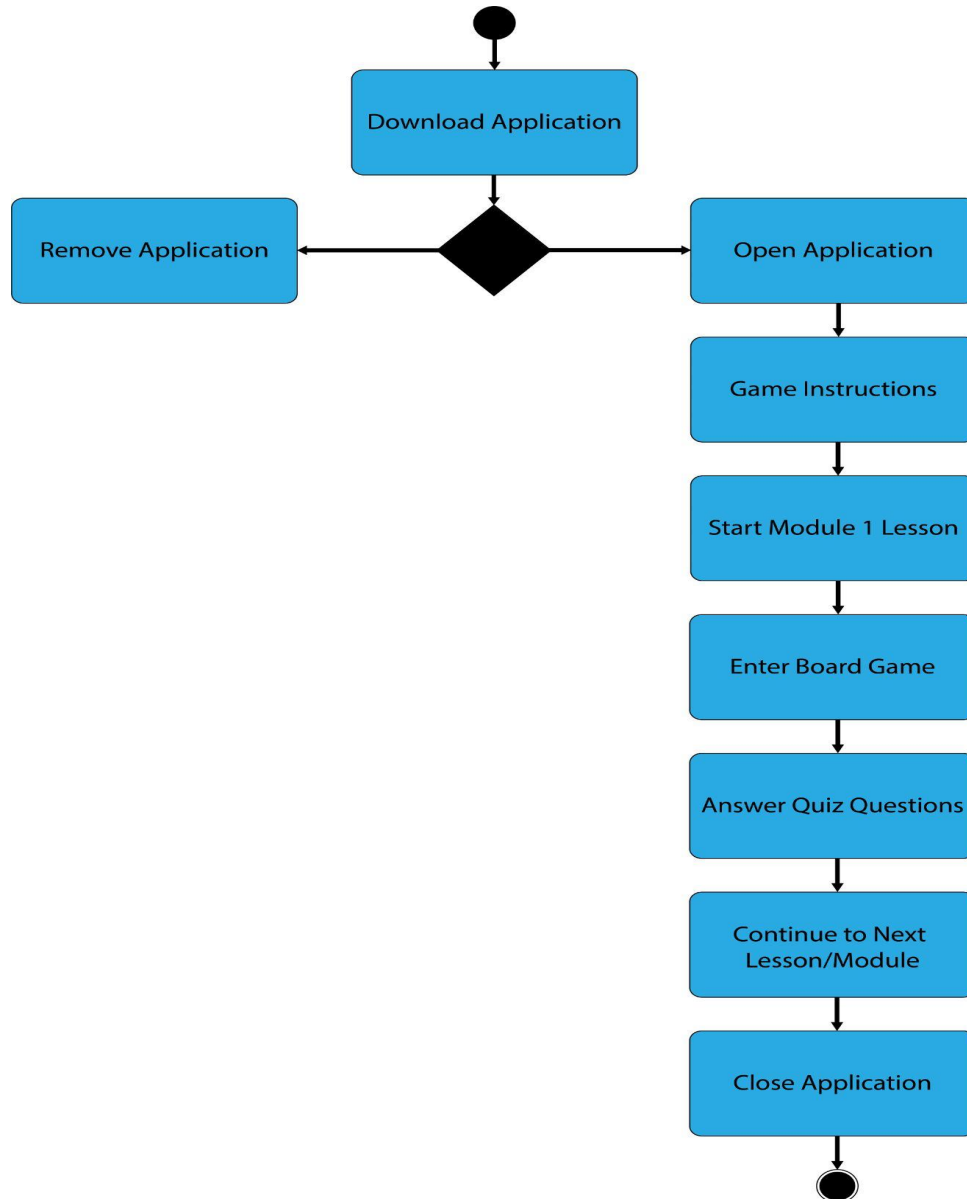 Download Application
Remove Application
Open Application
Game Instructions
Start Module 1 Lesson
Enter Board Game
Answer Quiz Questions
Continue to Next
Lesson/Module
Close Application